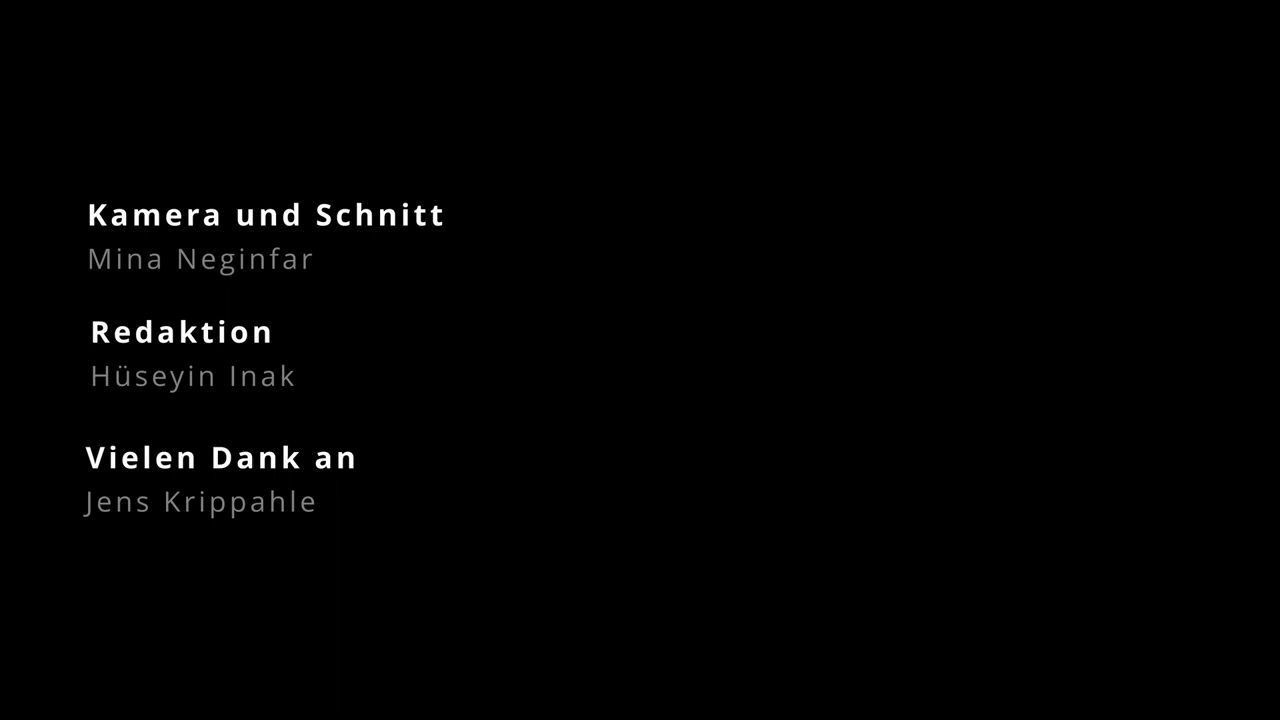 Kamera und Schnitt
Mina Neginfar
Redaktion
Hüseyin Inak
Vielen Dank an
Jens Krippahle